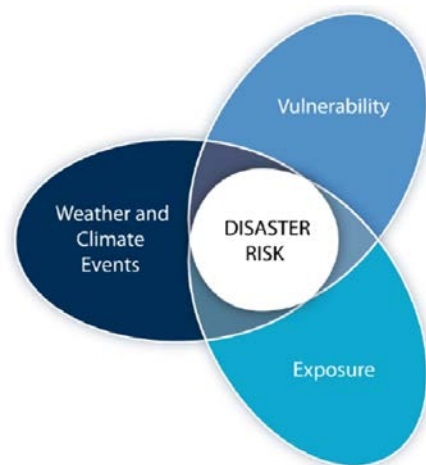 Vulnerability
Weather and
Climate
Events
DISASTER
RISK
Exposure